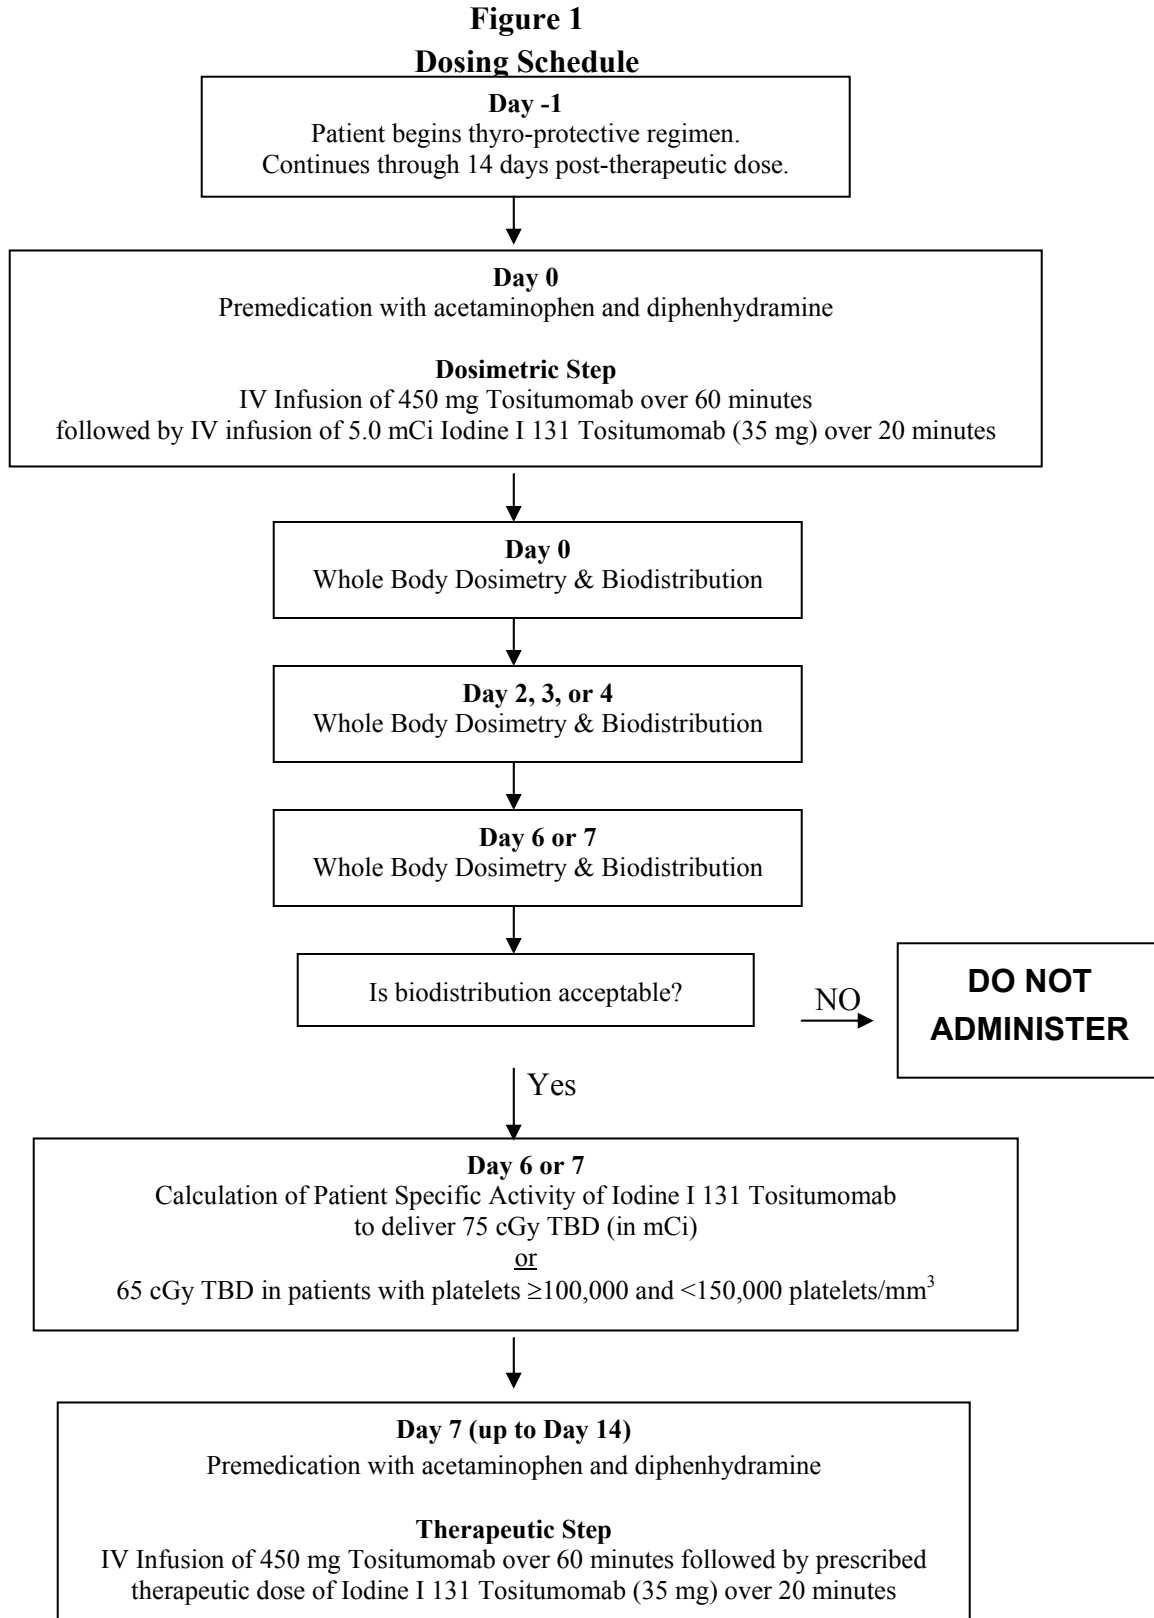 Figure 1
Dosing Schedule
Day -1
Patient begins thyro-protective regimen.
Continues through 14 days post-therapeutic dose.
Day 0
Premedication with acetaminophen and diphenhydramine
Dosimetric Step
IV Infusion of 450 mg Tositumomab over 60 minutes
followed by IV infusion of 5.0 mCi Iodine I 131 Tositumomab (35 mg) over 20 minutes
Day 0
Whole Body Dosimetry & Biodistribution
Day 2, 3, or 4
Whole Body Dosimetry & Biodistribution
Day 6 or 7
Whole Body Dosimetry & Biodistribution
Is biodistribution acceptable?
NO
DO NOT
ADMINISTER
Yes
Day 6 or 7
Calculation of Patient Specific Activity of Iodine I 131 Tositumomab
to deliver 75 cGy TBD (in mCi)
or
65 cGy TBD in patients with platelets ≥100,000 and <150,000 platelets/mm³
Day 7 (up to Day 14)
Premedication with acetaminophen and diphenhydramine
Therapeutic Step
IV Infusion of 450 mg Tositumomab over 60 minutes followed by prescribed
therapeutic dose of Iodine I 131 Tositumomab (35 mg) over 20 minutes